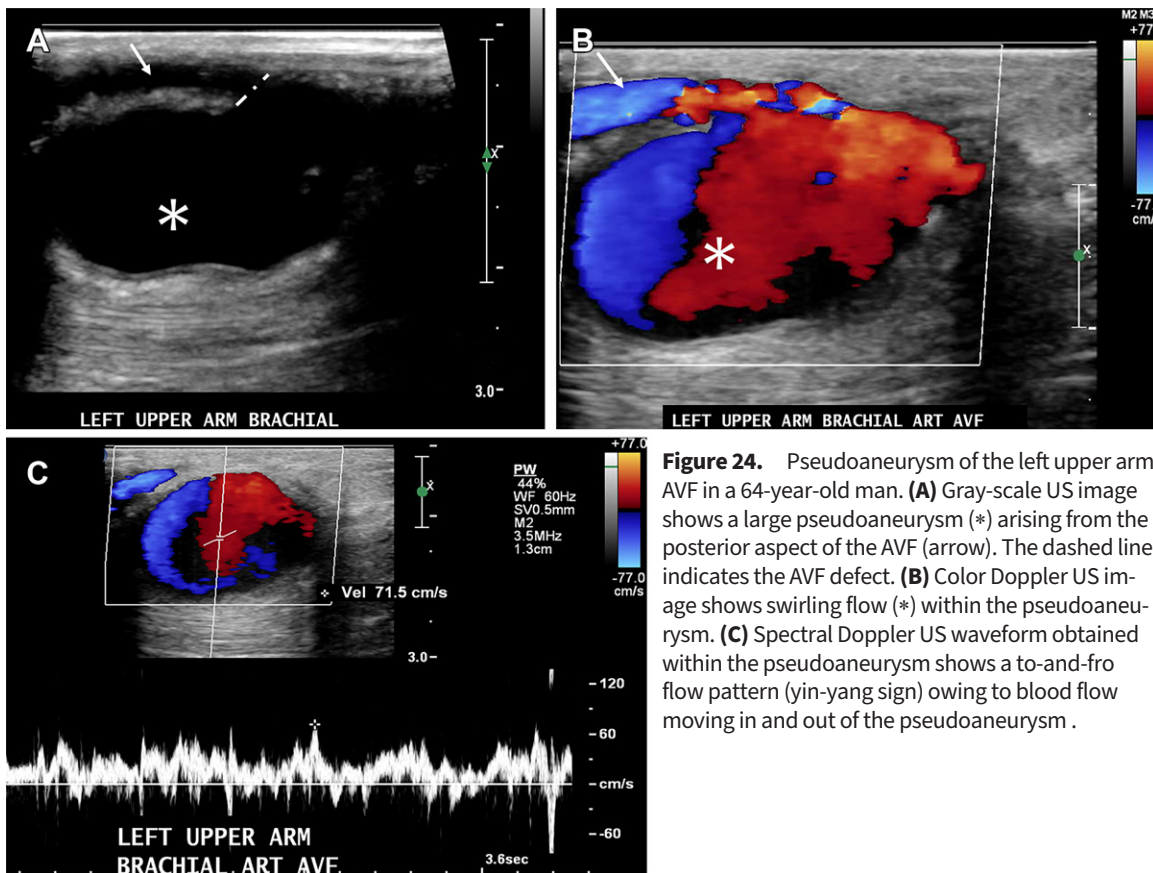 A
X
3.0
LEFT UPPER ARM BRACHIAL
B
M2 M3
+77
-77.
cm/
X
LEFT UPPER ARM BRACHIAL ART AVF
C
PW
44%
WF 60Hz
SV0.5mm
M2
3.5MHz
1.3cm
+77.0
-77.0
cm/s
X
Vel 71.5 cm/s
3.0
120
60
cm/s
-60
LEFT UPPER ARM
BRACHIAL ART AVF
3.6sec
Figure 24. Pseudoaneurysm of the left upper arm
AVF in a 64-year-old man. (A) Gray-scale US image
shows a large pseudoaneurysm (*) arising from the
posterior aspect of the AVF (arrow). The dashed line
indicates the AVF defect. (B) Color Doppler US im-
age shows swirling flow (*) within the pseudoaneu-
rysm. (C) Spectral Doppler US waveform obtained
within the pseudoaneurysm shows a to-and-fro
flow pattern (yin-yang sign) owing to blood flow
moving in and out of the pseudoaneurysm .